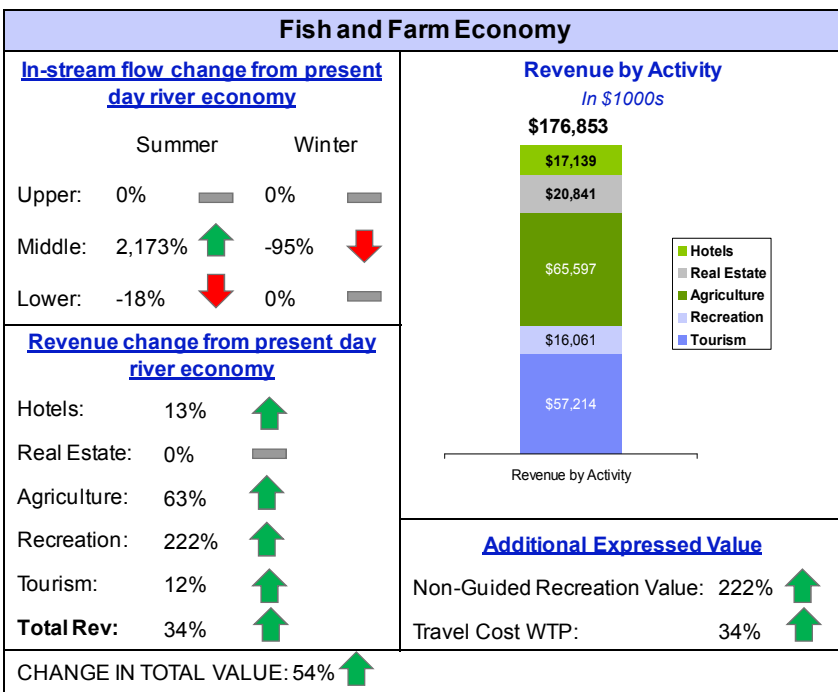 Fish and Farm Economy
In-stream flow change from present
day river economy
Summer Winter
Upper: 0% 0%
Middle: 2,173% -95%
Lower: -18% 0%
Revenue change from present day
river economy
Hotels: 13%
Real Estate: 0%
Agriculture: 63%
Recreation: 222%
Tourism: 12%
Total Rev: 34%
Revenue by Activity
In $1000s
$176,853
$17,139
$20,841
$65,597
$16,061
$57,214
Revenue by Activity
Hotels
Real Estate
Agriculture
Recreation
Tourism
Additional Expressed Value
Non-Guided Recreation Value: 222%
Travel Cost WTP: 34%
CHANGE IN TOTAL VALUE: 54%